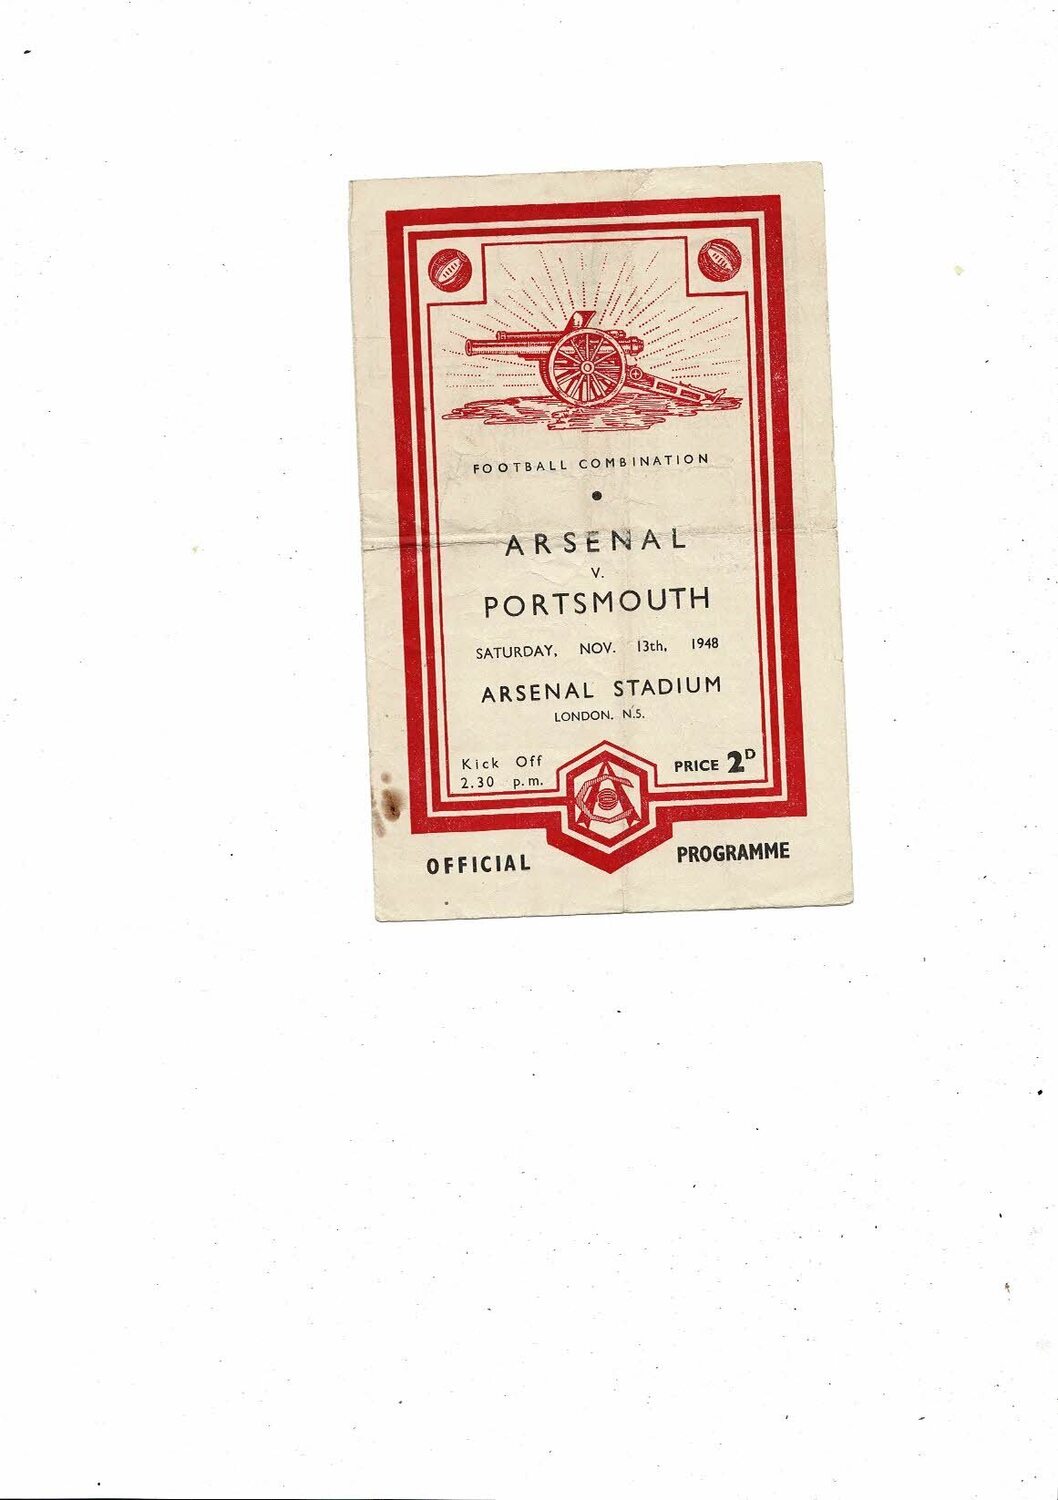 FOOTBALL COMBINATION
ARSENAL
V.
PORTSMOUTH
SATURDAY, NOV. 13th, 1948
ARSENAL STADIUM
LONDON. N.5.
Kick Off
2.30 p.m.
PRICE 2D
OFFICIAL PROGRAMME